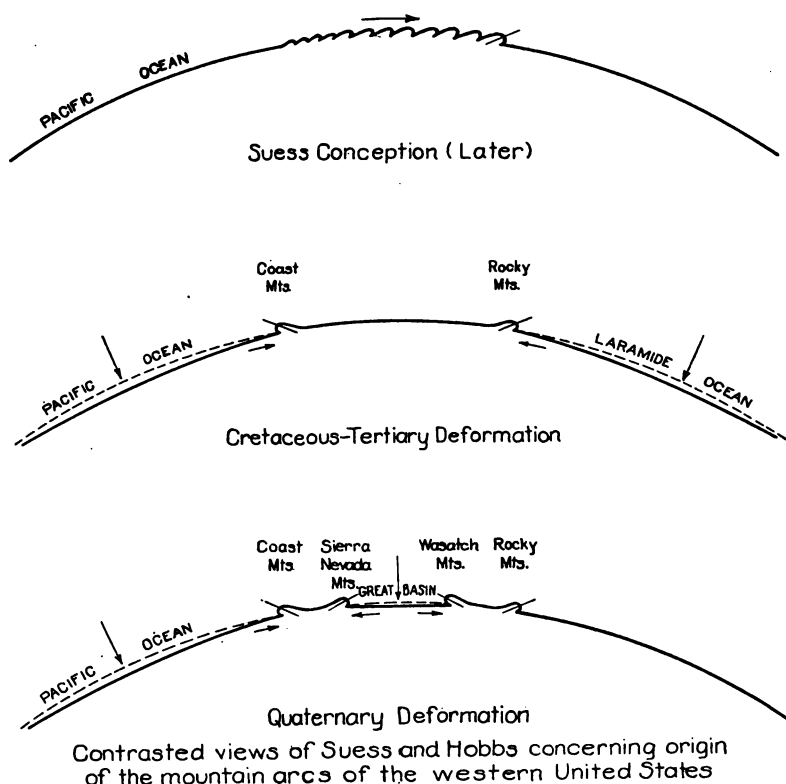 PACIFIC OCEAN
Suess Conception (Later)
Coast
Mts.
Rocky
Mts.
PACIFIC OCEAN
LARAMIDE OCEAN
Cretaceous-Tertiary Deformation
Coast
Mts
Sierra
Nevada
Mts.
Wasatch
Mts.
Rocky
Mts.
GREAT BASIN
PACIFIC OCEAN
Quaternary Deformation
Contrasted views of Suess and Hobbs concerning origin
of the mountain arcs of the western United States